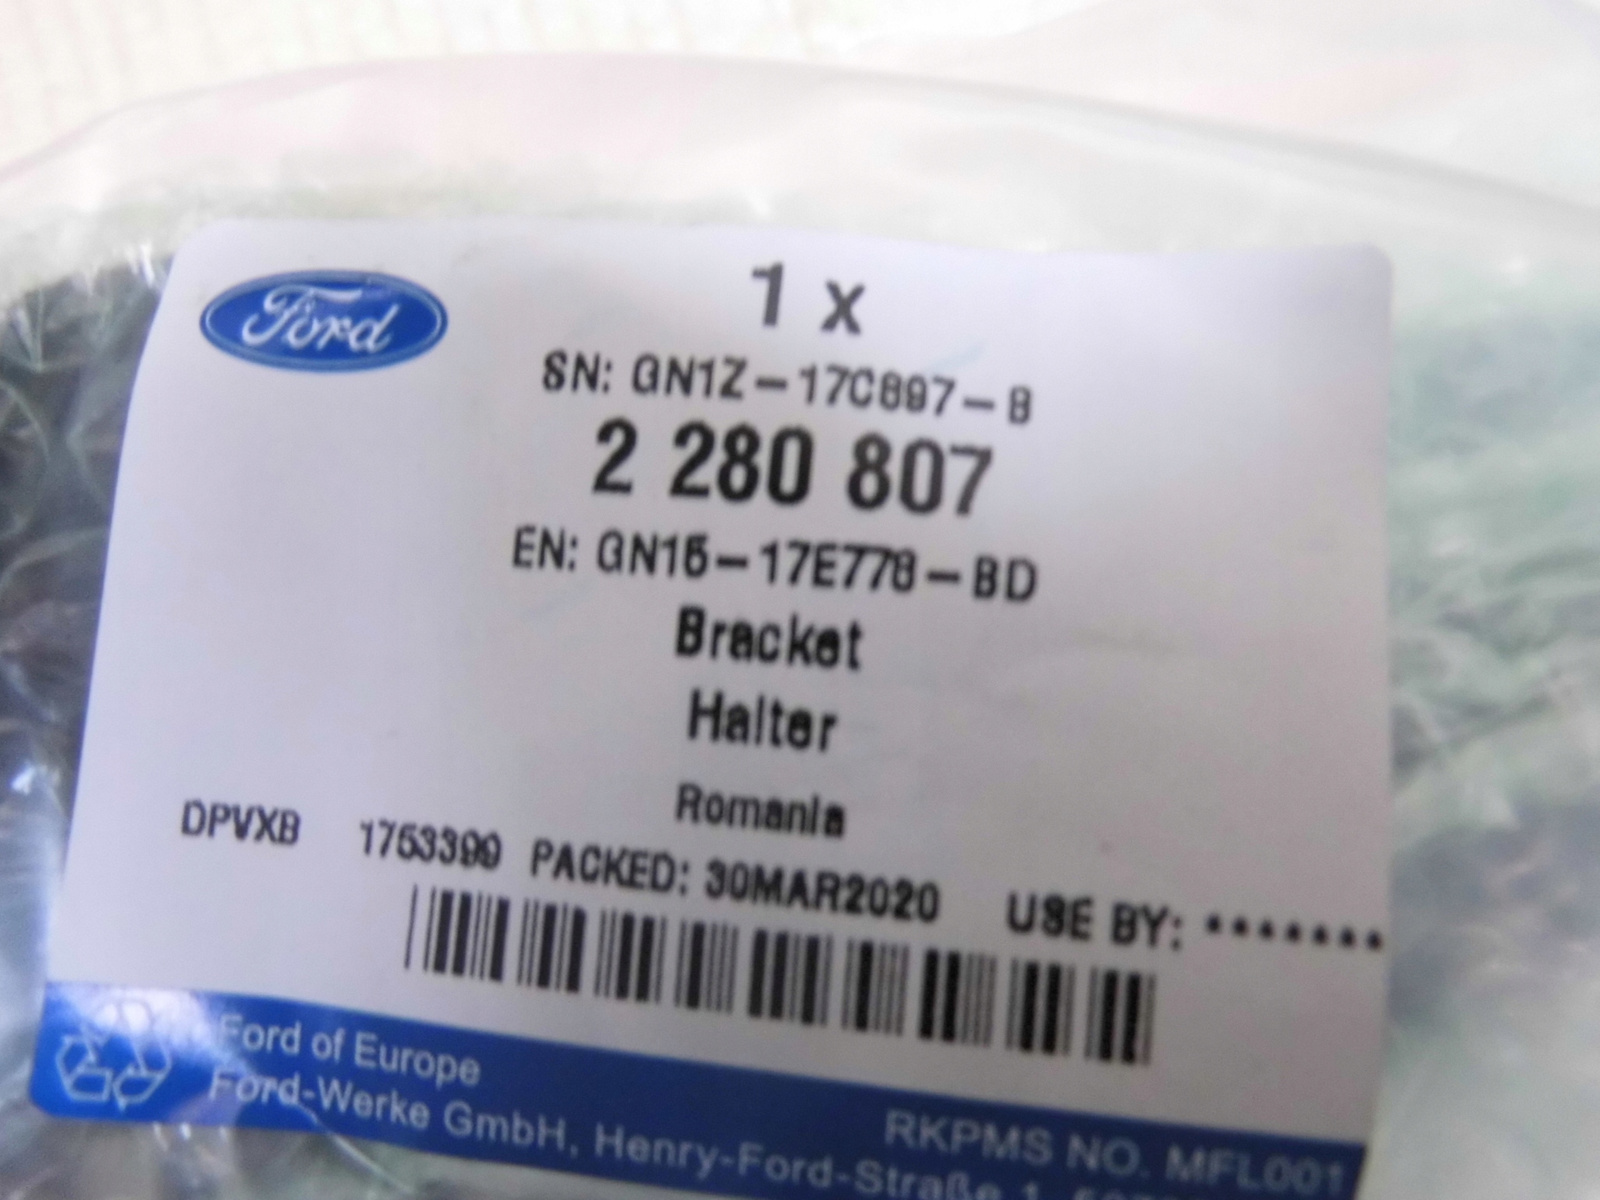 Ford
1 x
SN: GN1Z-17C897-B
2 280 807
EN: GN15-17E778-BD
Bracket
Halter
Romania
DPVXB 1753399 PACKED: 30MAR2020 USE BY: *******
Ford of Europe
Ford-Werke GmbH, Henry-Ford-Straße 1,
RKPMS NO. MFL001